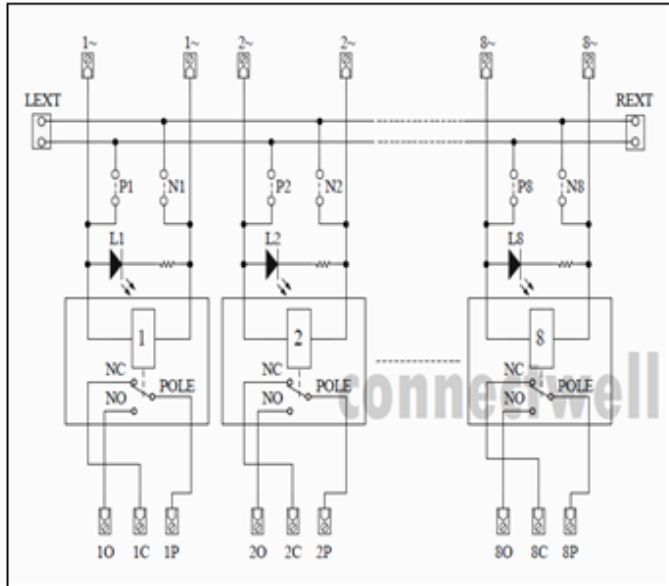 1~ 1~ 2~ 2~ 8~ 8~
LEXT REXT
P1 N1 P2 N2 P8 N8
L1 L2 L8
1 2 8
NC NC NC
POLE POLE POLE
NO NO NO
connectwell
1O 1C 1P 2O 2C 2P 8O 8C 8P